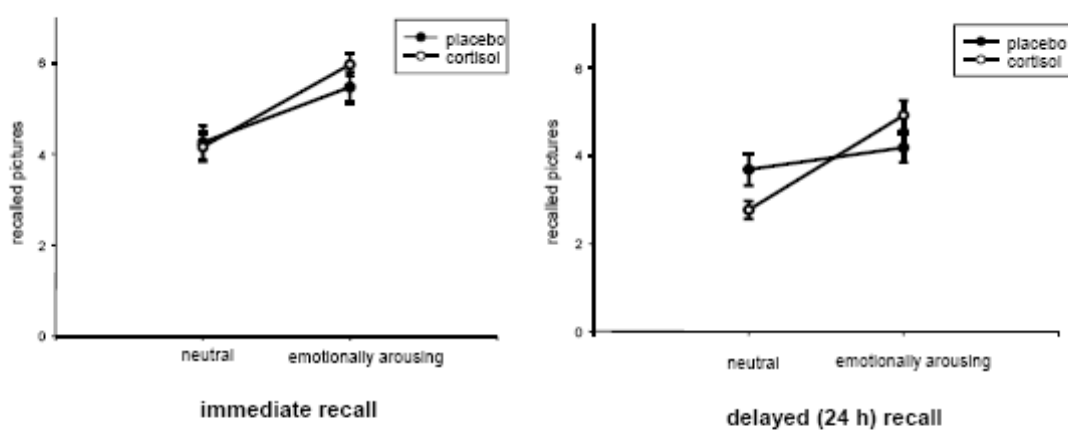 placebo
cortisol
6
4
2
0
recalled pictures
neutral
emotionally arousing
immediate recall
placebo
cortisol
6
4
2
0
recalled pictures
neutral
emotionally arousing
delayed (24 h) recall